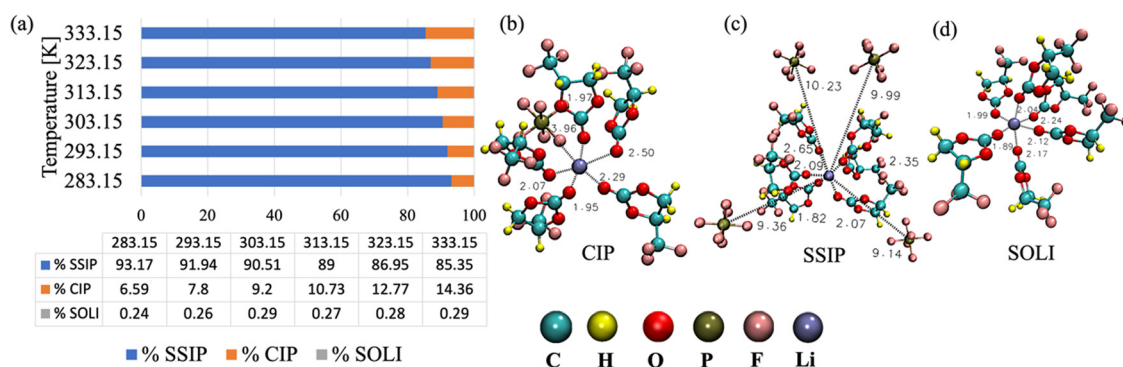 (a)
Temperature [K]
333.15
323.15
313.15
303.15
293.15
283.15
0 20 40 60 80 100
283.15 293.15 303.15 313.15 323.15 333.15
% SSIP 93.17 91.94 90.51 89 86.95 85.35
% CIP 6.59 7.8 9.2 10.73 12.77 14.36
% SOLI 0.24 0.26 0.29 0.27 0.28 0.29
% SSIP % CIP % SOLI
(b)
1.97
3.96
2.50
2.07
2.29
1.95
CIP
(c)
10.23
9.99
2.65
2.09
2.35
9.36
1.82
2.07
9.14
SSIP
(d)
1.99
2.04
2.24
1.89
2.12
2.17
SOLI
C H O P F Li